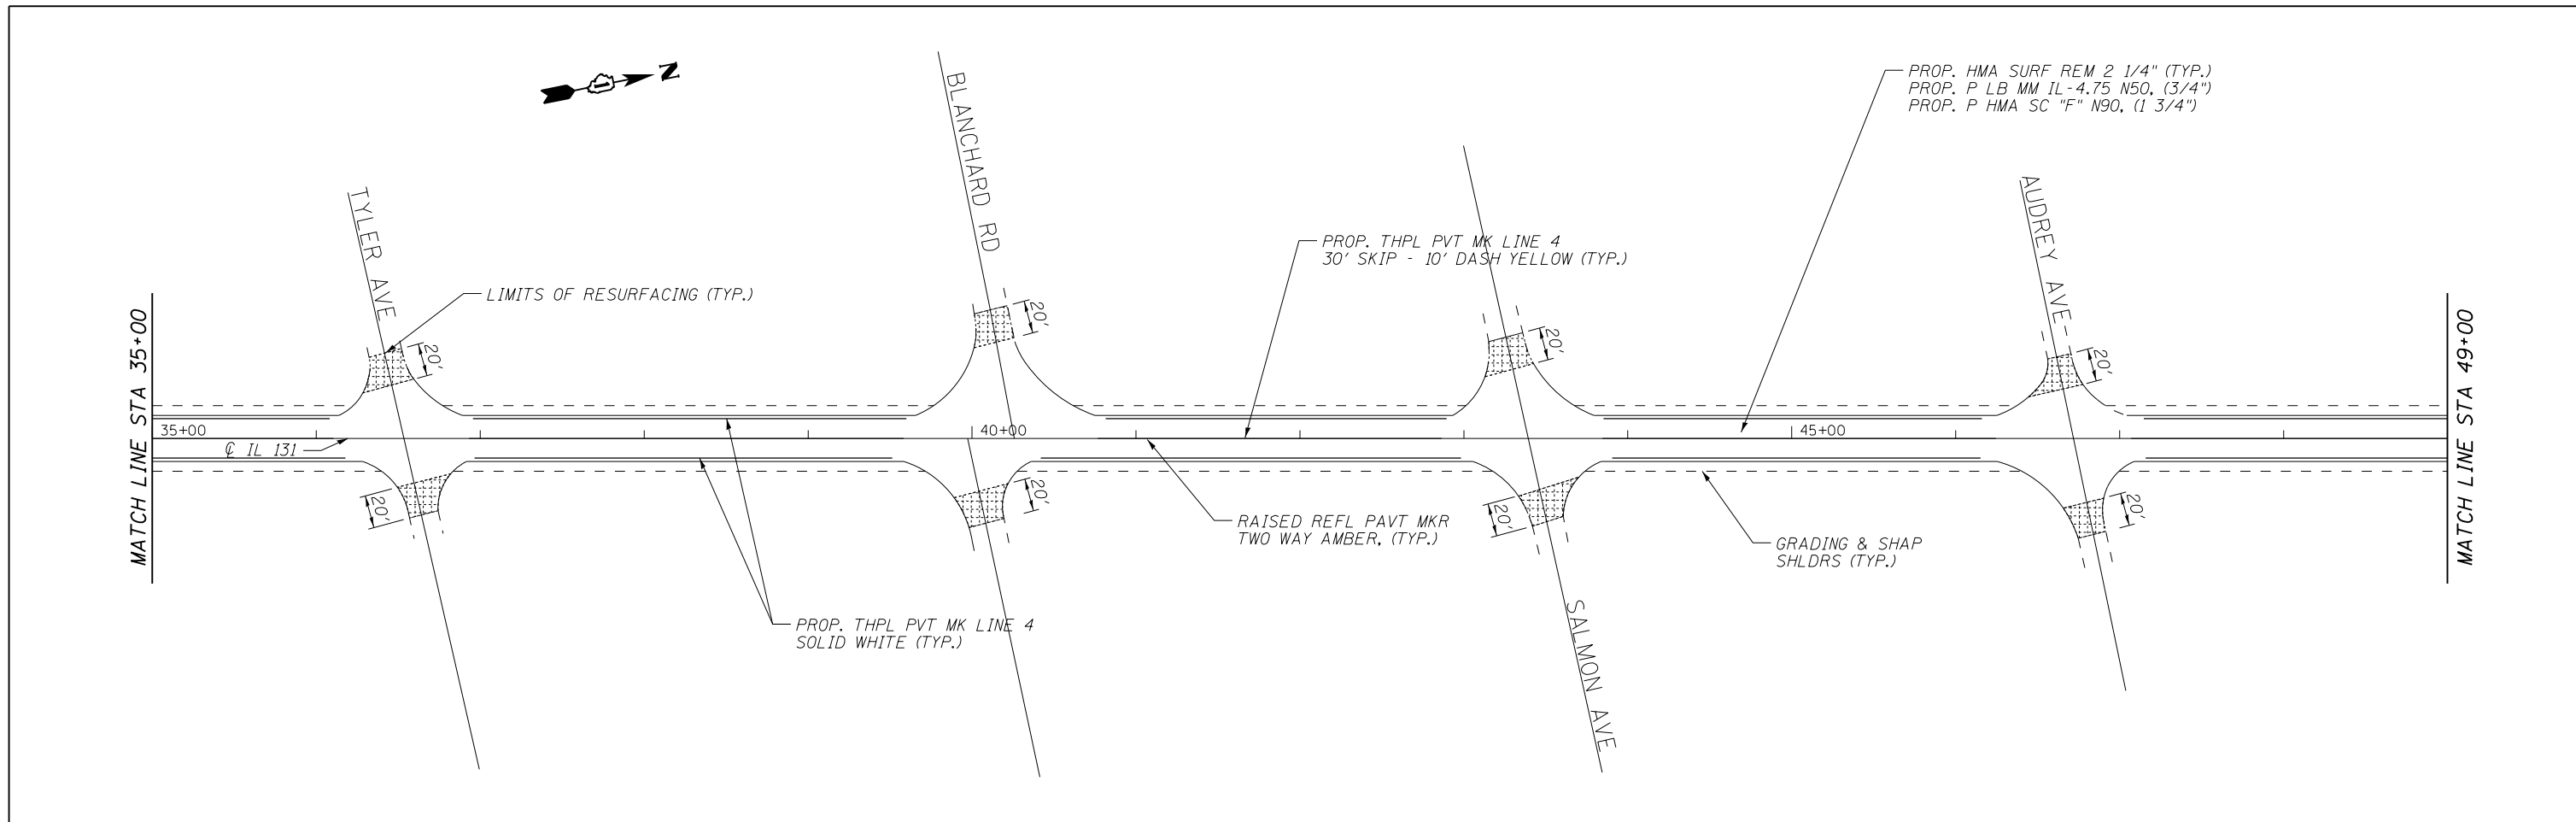 N
BLANCHARD RD
PROP. HMA SURF REM 2 1/4" (TYP.)
PROP. P LB MM IL-4.75 N50, (3/4")
PROP. P HMA SC "F" N90, (1 3/4")
TYLER AVE
AUDREY AVE
PROP. THPL PVT MK LINE 4
30' SKIP - 10' DASH YELLOW (TYP.)
LIMITS OF RESURFACING (TYP.)
20'
20'
20'
20'
MATCH LINE STA 35+00
MATCH LINE STA 49+00
35+00
40+00
45+00
℄ IL 131
20'
20'
20'
20'
RAISED REFL PAVT MKR
TWO WAY AMBER, (TYP.)
GRADING & SHAP
SHLDRS (TYP.)
PROP. THPL PVT MK LINE 4
SOLID WHITE (TYP.)
SALMON AVE